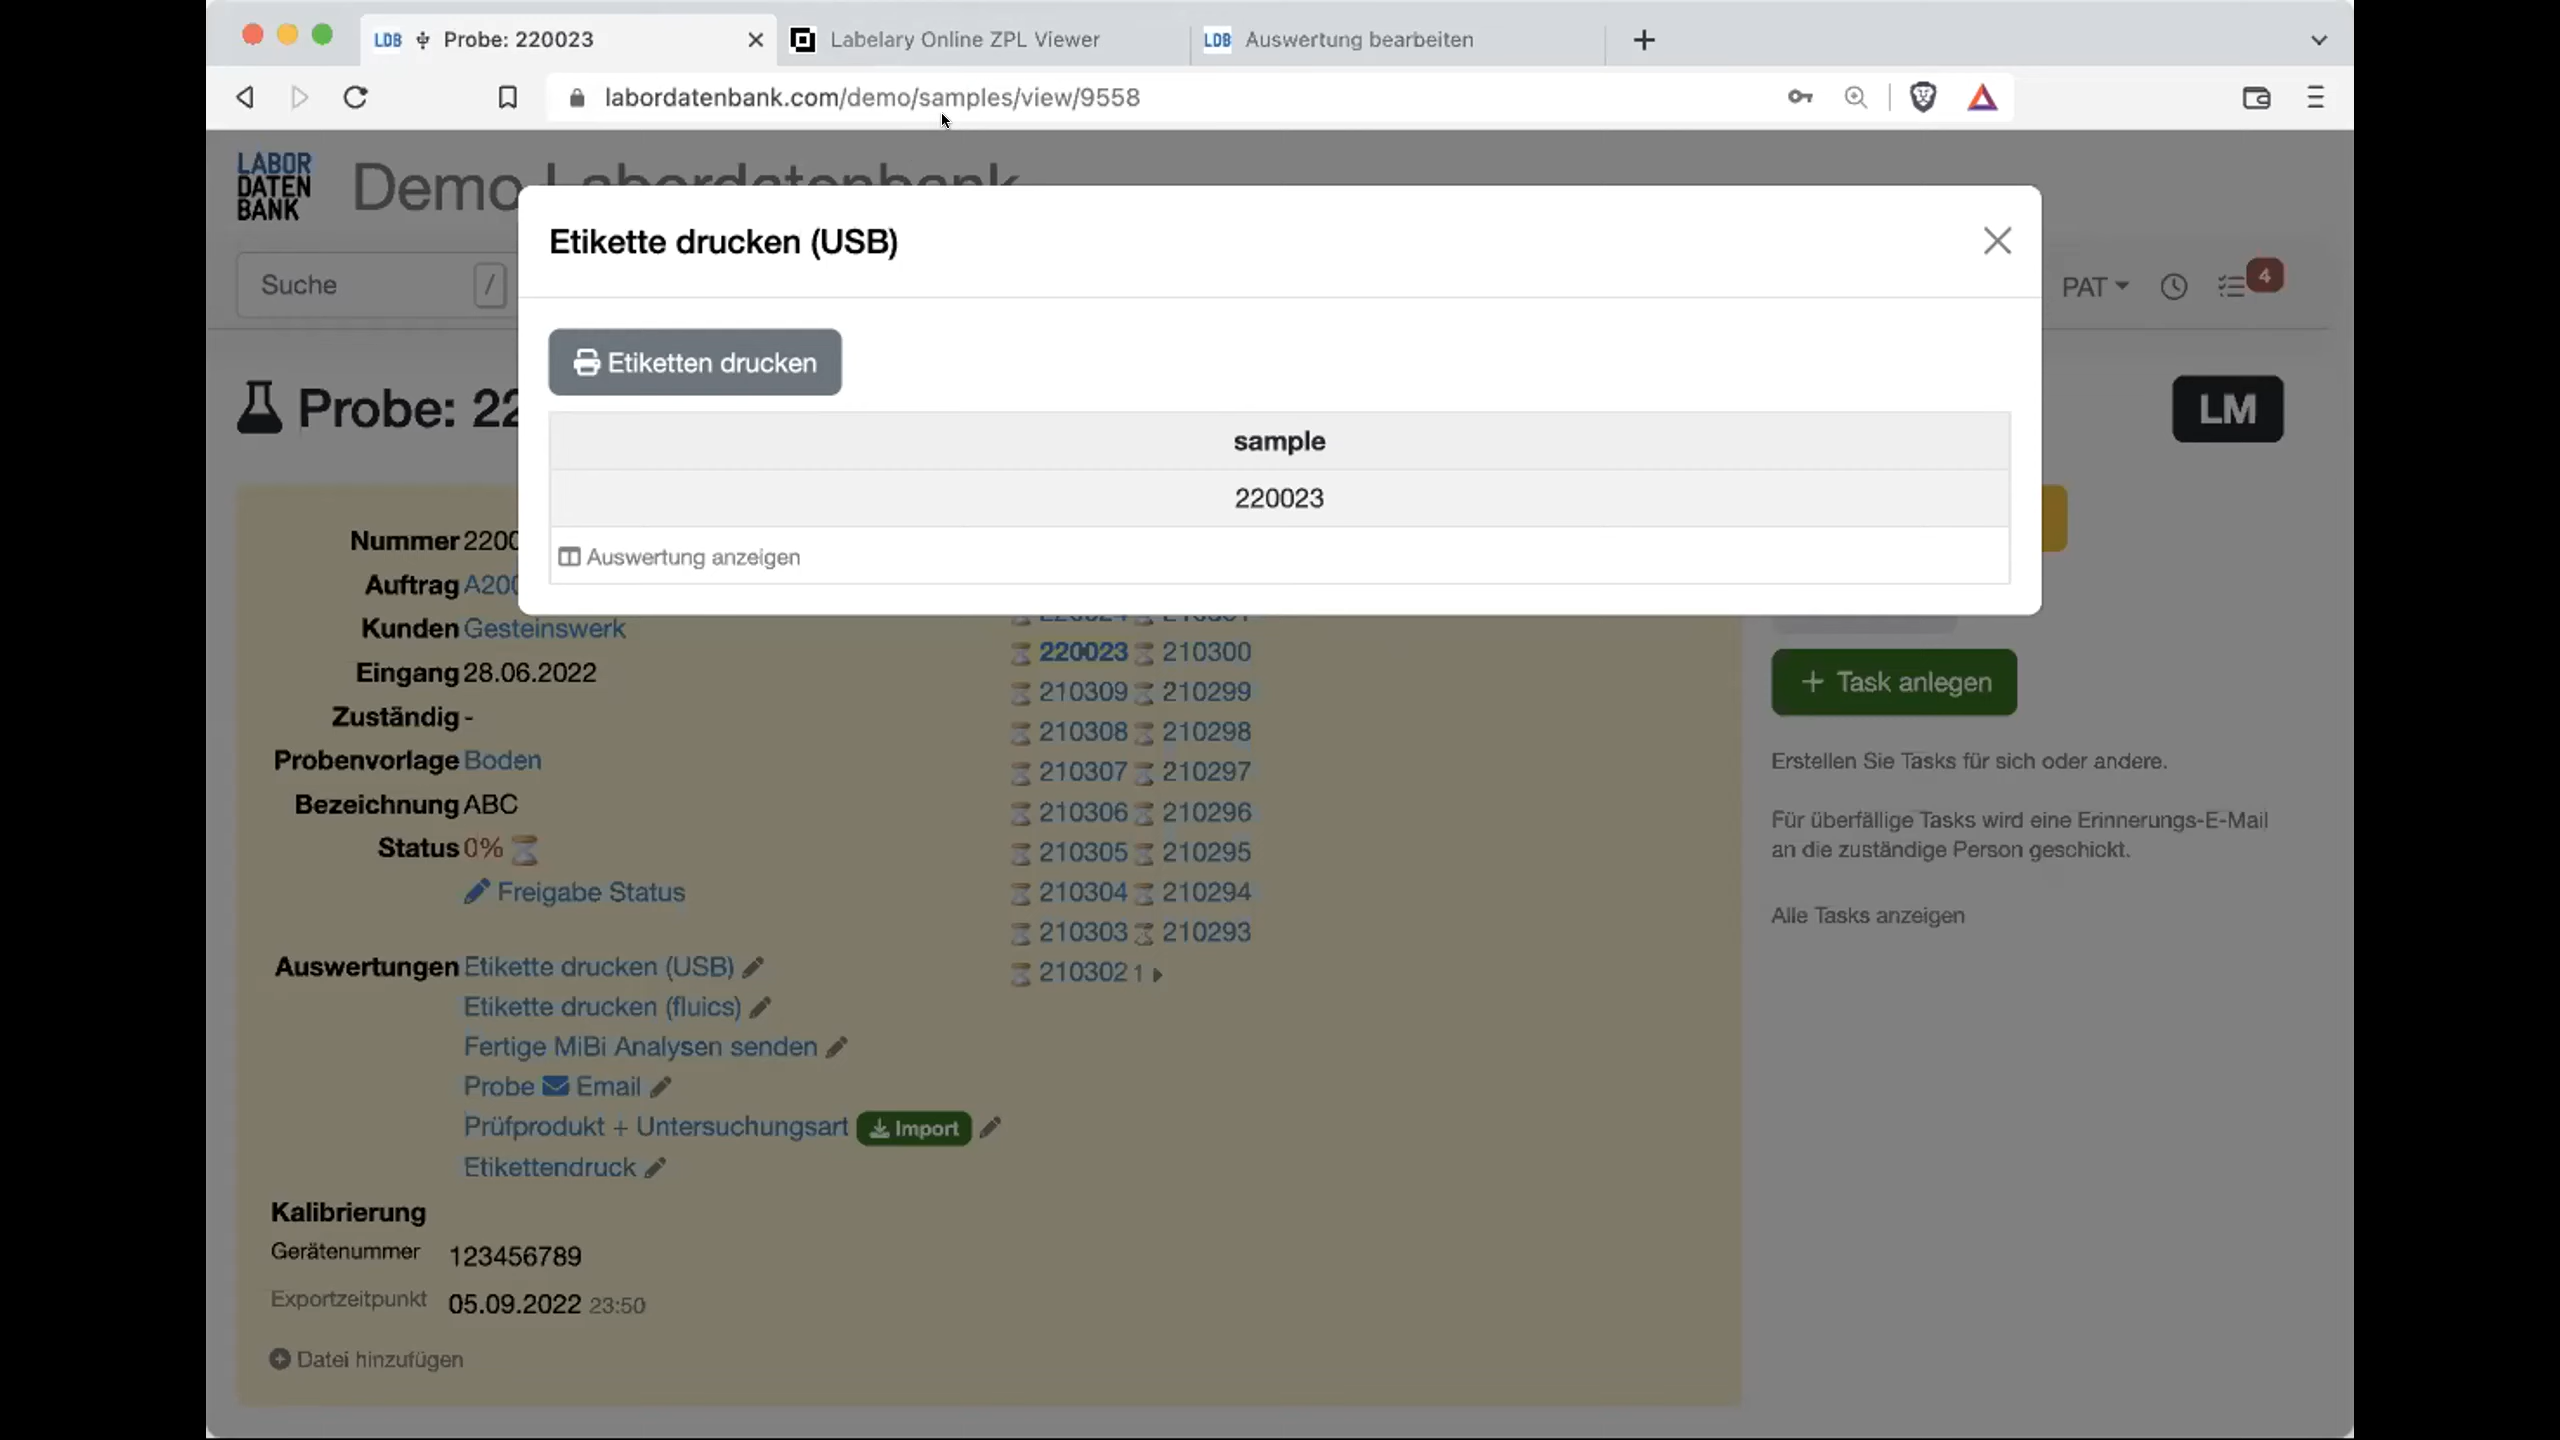 LDB Probe: 220023
Labelary Online ZPL Viewer
LDB Auswertung bearbeiten
labordatenbank.com/demo/samples/view/9558
LABOR
DATEN
BANK
Demo Labordatenbank
Etikette drucken (USB)
Suche /
PAT
4
Etiketten drucken
Probe: 22
LM
sample
220023
Auswertung anzeigen
Nummer 2200
Auftrag A200
Kunden Gesteinswerk
Eingang 28.06.2022
Zuständig -
Probenvorlage Boden
Bezeichnung ABC
Status 0%
Freigabe Status
Auswertungen Etikette drucken (USB)
Etikette drucken (fluics)
Fertige MiBi Analysen senden
Probe Email
Prüfprodukt + Untersuchungsart Import
Etikettendruck
Kalibrierung
Gerätenummer 123456789
Exportzeitpunkt 05.09.2022 23:50
Datei hinzufügen
220023 210300
210309 210299
210308 210298
210307 210297
210306 210296
210305 210295
210304 210294
210303 210293
210302 1
+ Task anlegen
Erstellen Sie Tasks für sich oder andere.
Für überfällige Tasks wird eine Erinnerungs-E-Mail
an die zuständige Person geschickt.
Alle Tasks anzeigen